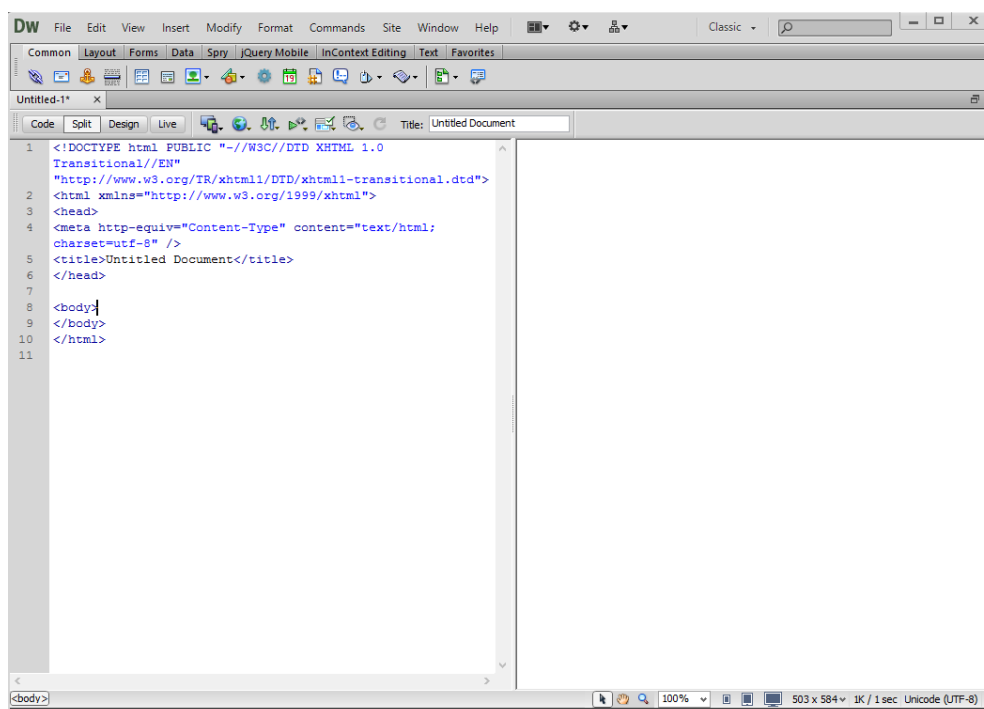 DW File Edit View Insert Modify Format Commands Site Window Help Classic
Common Layout Forms Data Spry jQuery Mobile InContext Editing Text Favorites
19
Untitled-1* ×
Code Split Design Live Title: Untitled Document
1 <!DOCTYPE html PUBLIC "-//W3C//DTD XHTML 1.0
Transitional//EN"
"http://www.w3.org/TR/xhtml1/DTD/xhtml1-transitional.dtd">
2 <html xmlns="http://www.w3.org/1999/xhtml">
3 <head>
4 <meta http-equiv="Content-Type" content="text/html;
charset=utf-8" />
5 <title>Untitled Document</title>
6 </head>
7
8 <body>
9 </body>
10 </html>
11
<body> 100% 503 x 584 1K / 1 sec Unicode (UTF-8)